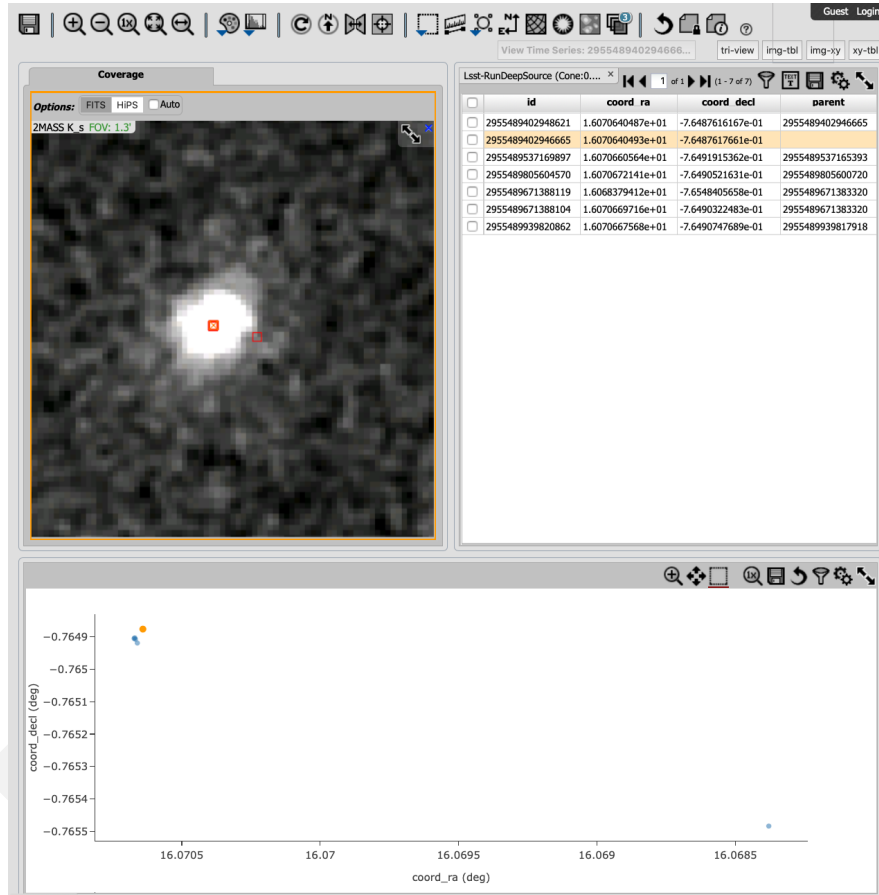 Guest Login
View Time Series: 295548940294666...
tri-view img-tbl img-xy xy-tbl
3
1x
Coverage
Options: FITS HiPS Auto
2MASS K_s FOV: 1.3'
Lsst-RunDeepSource (Cone:0.... × 1 of 1 (1 - 7 of 7) TEXT
id coord_ra coord_decl parent
2955489402948621 1.6070640487e+01 -7.6487616167e-01 2955489402946665
2955489402946665 1.6070640493e+01 -7.6487617661e-01
2955489537169897 1.6070660564e+01 -7.6491915362e-01 2955489537165393
2955489805604570 1.6070672141e+01 -7.6490521631e-01 2955489805600720
2955489671388119 1.6068379412e+01 -7.6548405658e-01 2955489671383320
2955489671388104 1.6070669716e+01 -7.6490322483e-01 2955489671383320
2955489939820862 1.6070667568e+01 -7.6490747689e-01 2955489939817918
1x
−0.7649
−0.765
−0.7651
−0.7652
−0.7653
−0.7654
−0.7655
coord_decl (deg)
16.0705 16.07 16.0695 16.069 16.0685
coord_ra (deg)